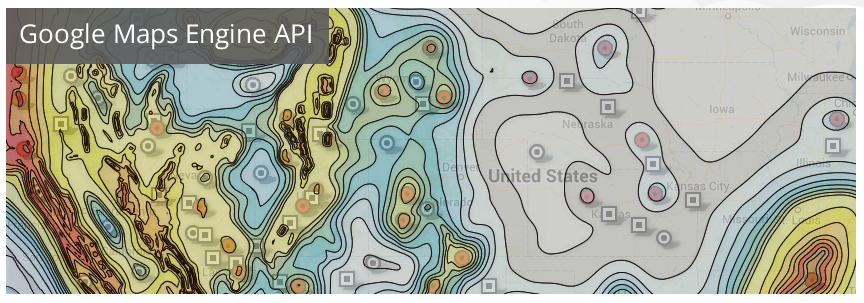 Google Maps Engine API
South
Dakota
Minneapolis
Wisconsin
Milwaukee
Iowa
Nebraska
Illinois
Denver
United States
Kansas City
Kansas